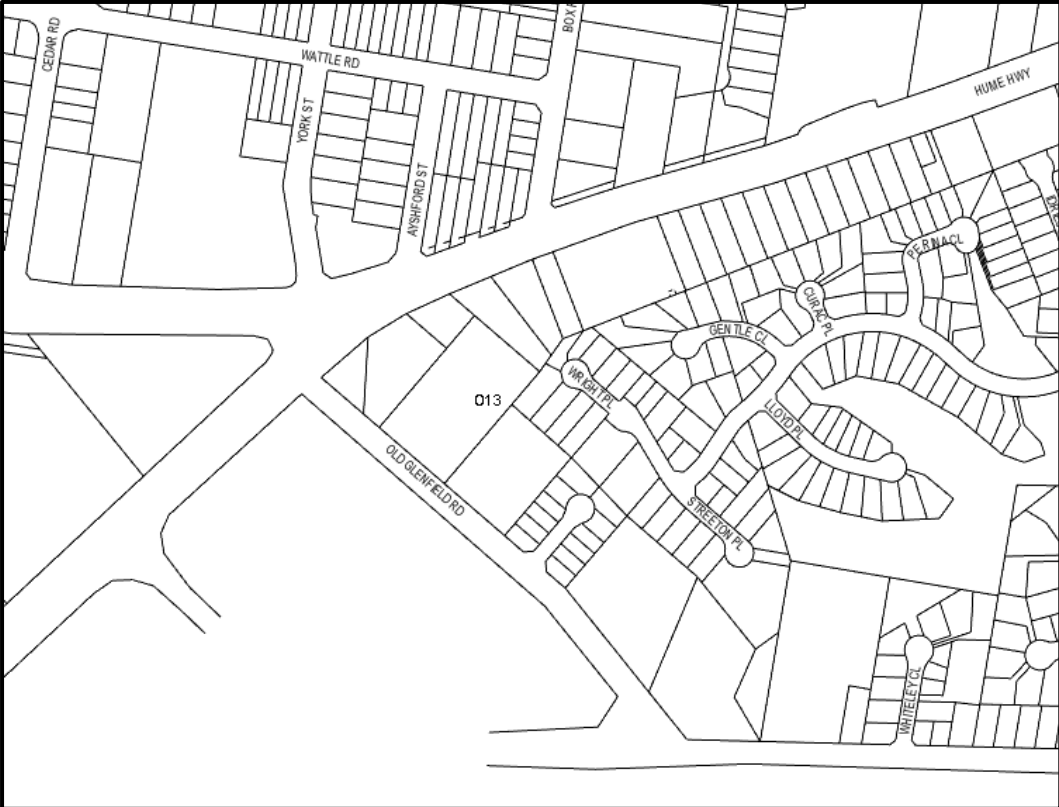 CEDAR RD
WATTLE RD
HUME HWY
YORK ST
AYSHFORD ST
PERINA CL
CURAC PL
GENTLE CL
WRIGHT PL
013
LLOYD PL
OLD GLENFIELD RD
STREETON PL
WHITELEY CL